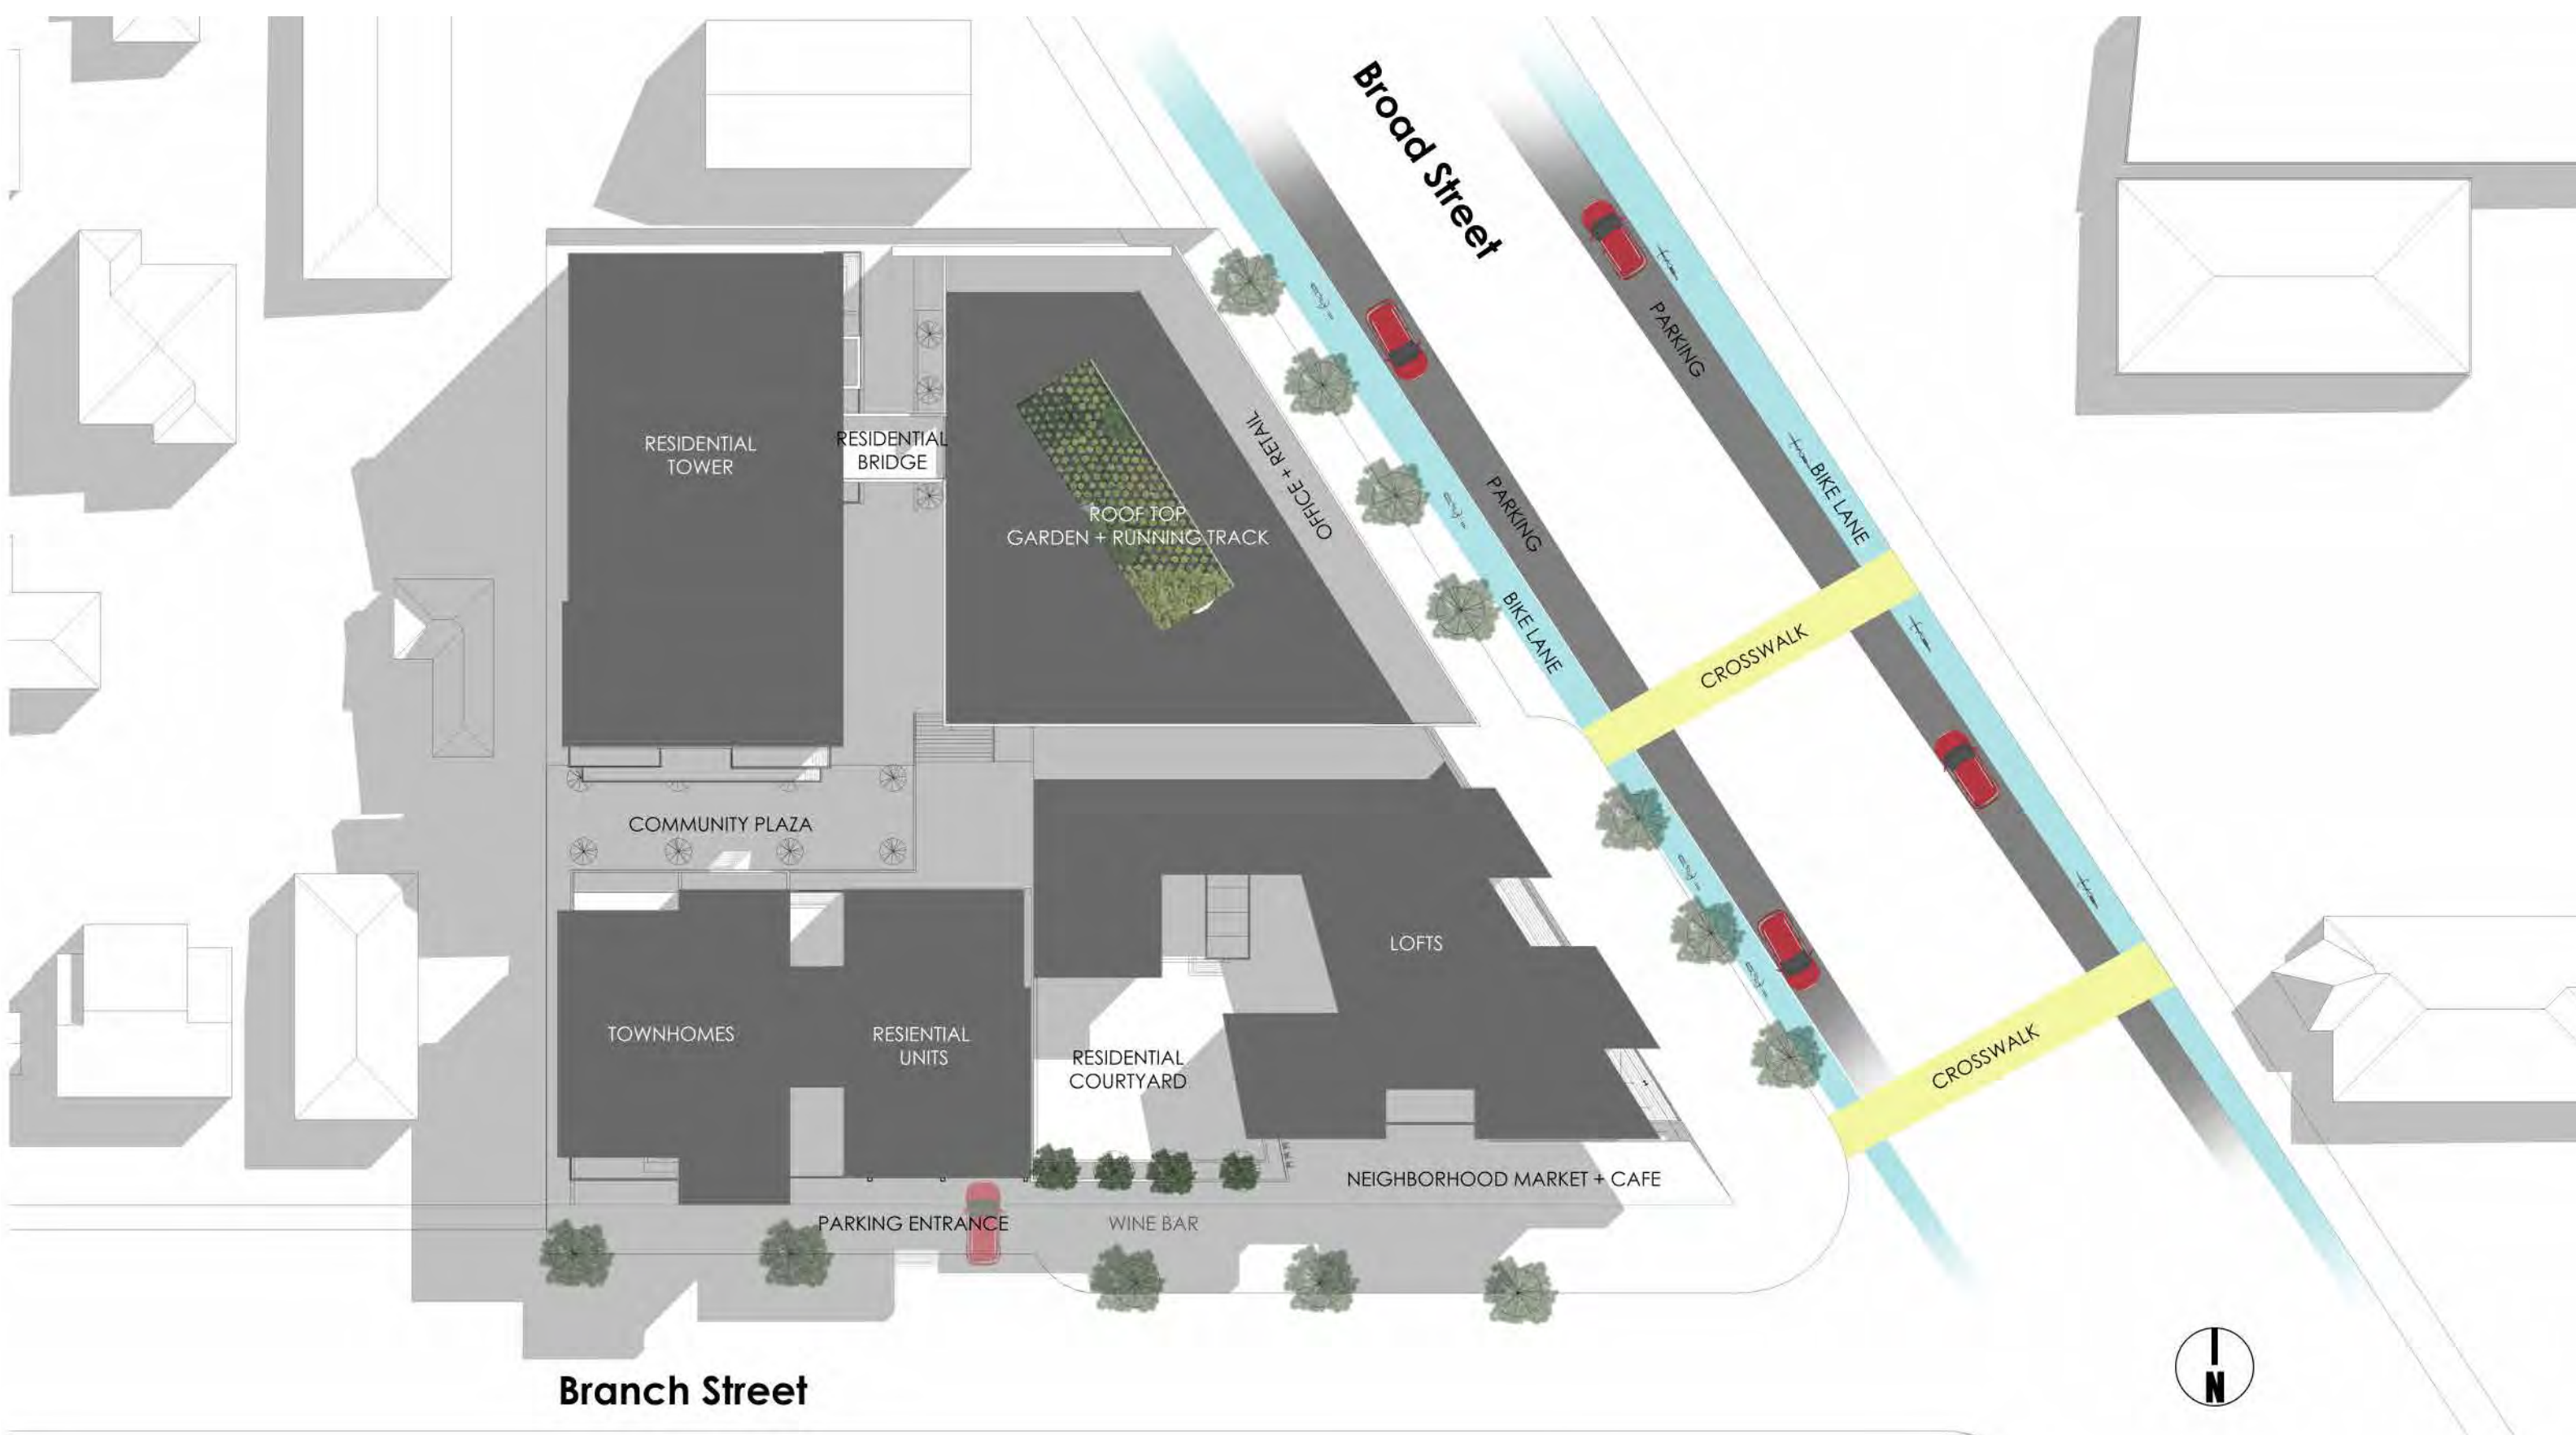 Broad Street
PARKING
RESIDENTIAL
TOWER
RESIDENTIAL
BRIDGE
OFFICE + RETAIL
ROOF TOP
GARDEN + RUNNING TRACK
PARKING
BIKE LANE
BIKE LANE
CROSSWALK
COMMUNITY PLAZA
LOFTS
TOWNHOMES
RESIENTIAL
UNITS
RESIDENTIAL
COURTYARD
CROSSWALK
NEIGHBORHOOD MARKET + CAFE
PARKING ENTRANCE
WINE BAR
Branch Street
N